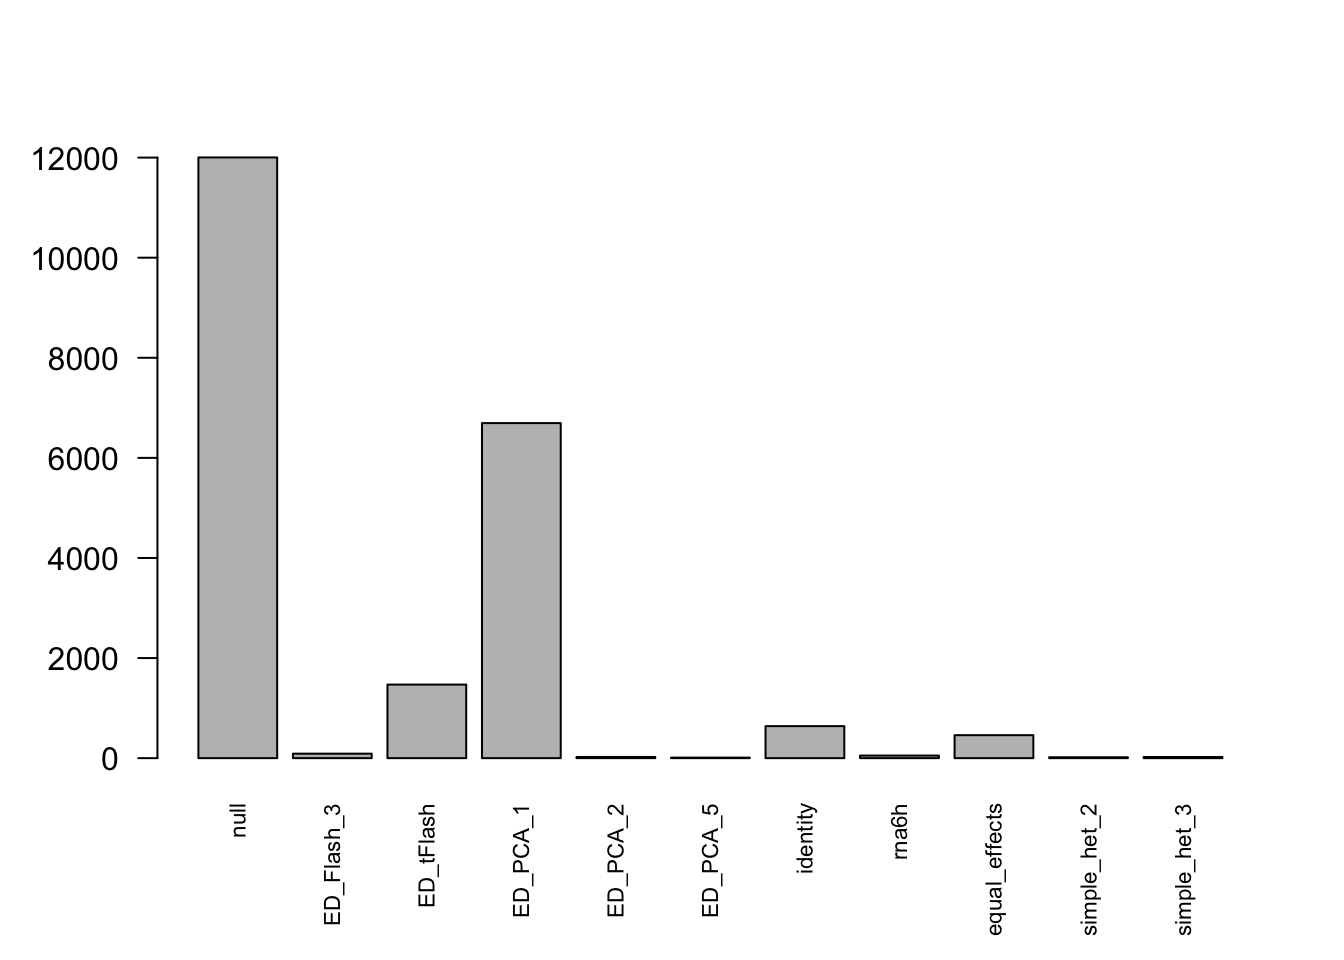 12000
10000
8000
6000
4000
2000
0
null
ED_Flash_3
ED_tFlash
ED_PCA_1
ED_PCA_2
ED_PCA_5
identity
rna6h
equal_effects
simple_het_2
simple_het_3